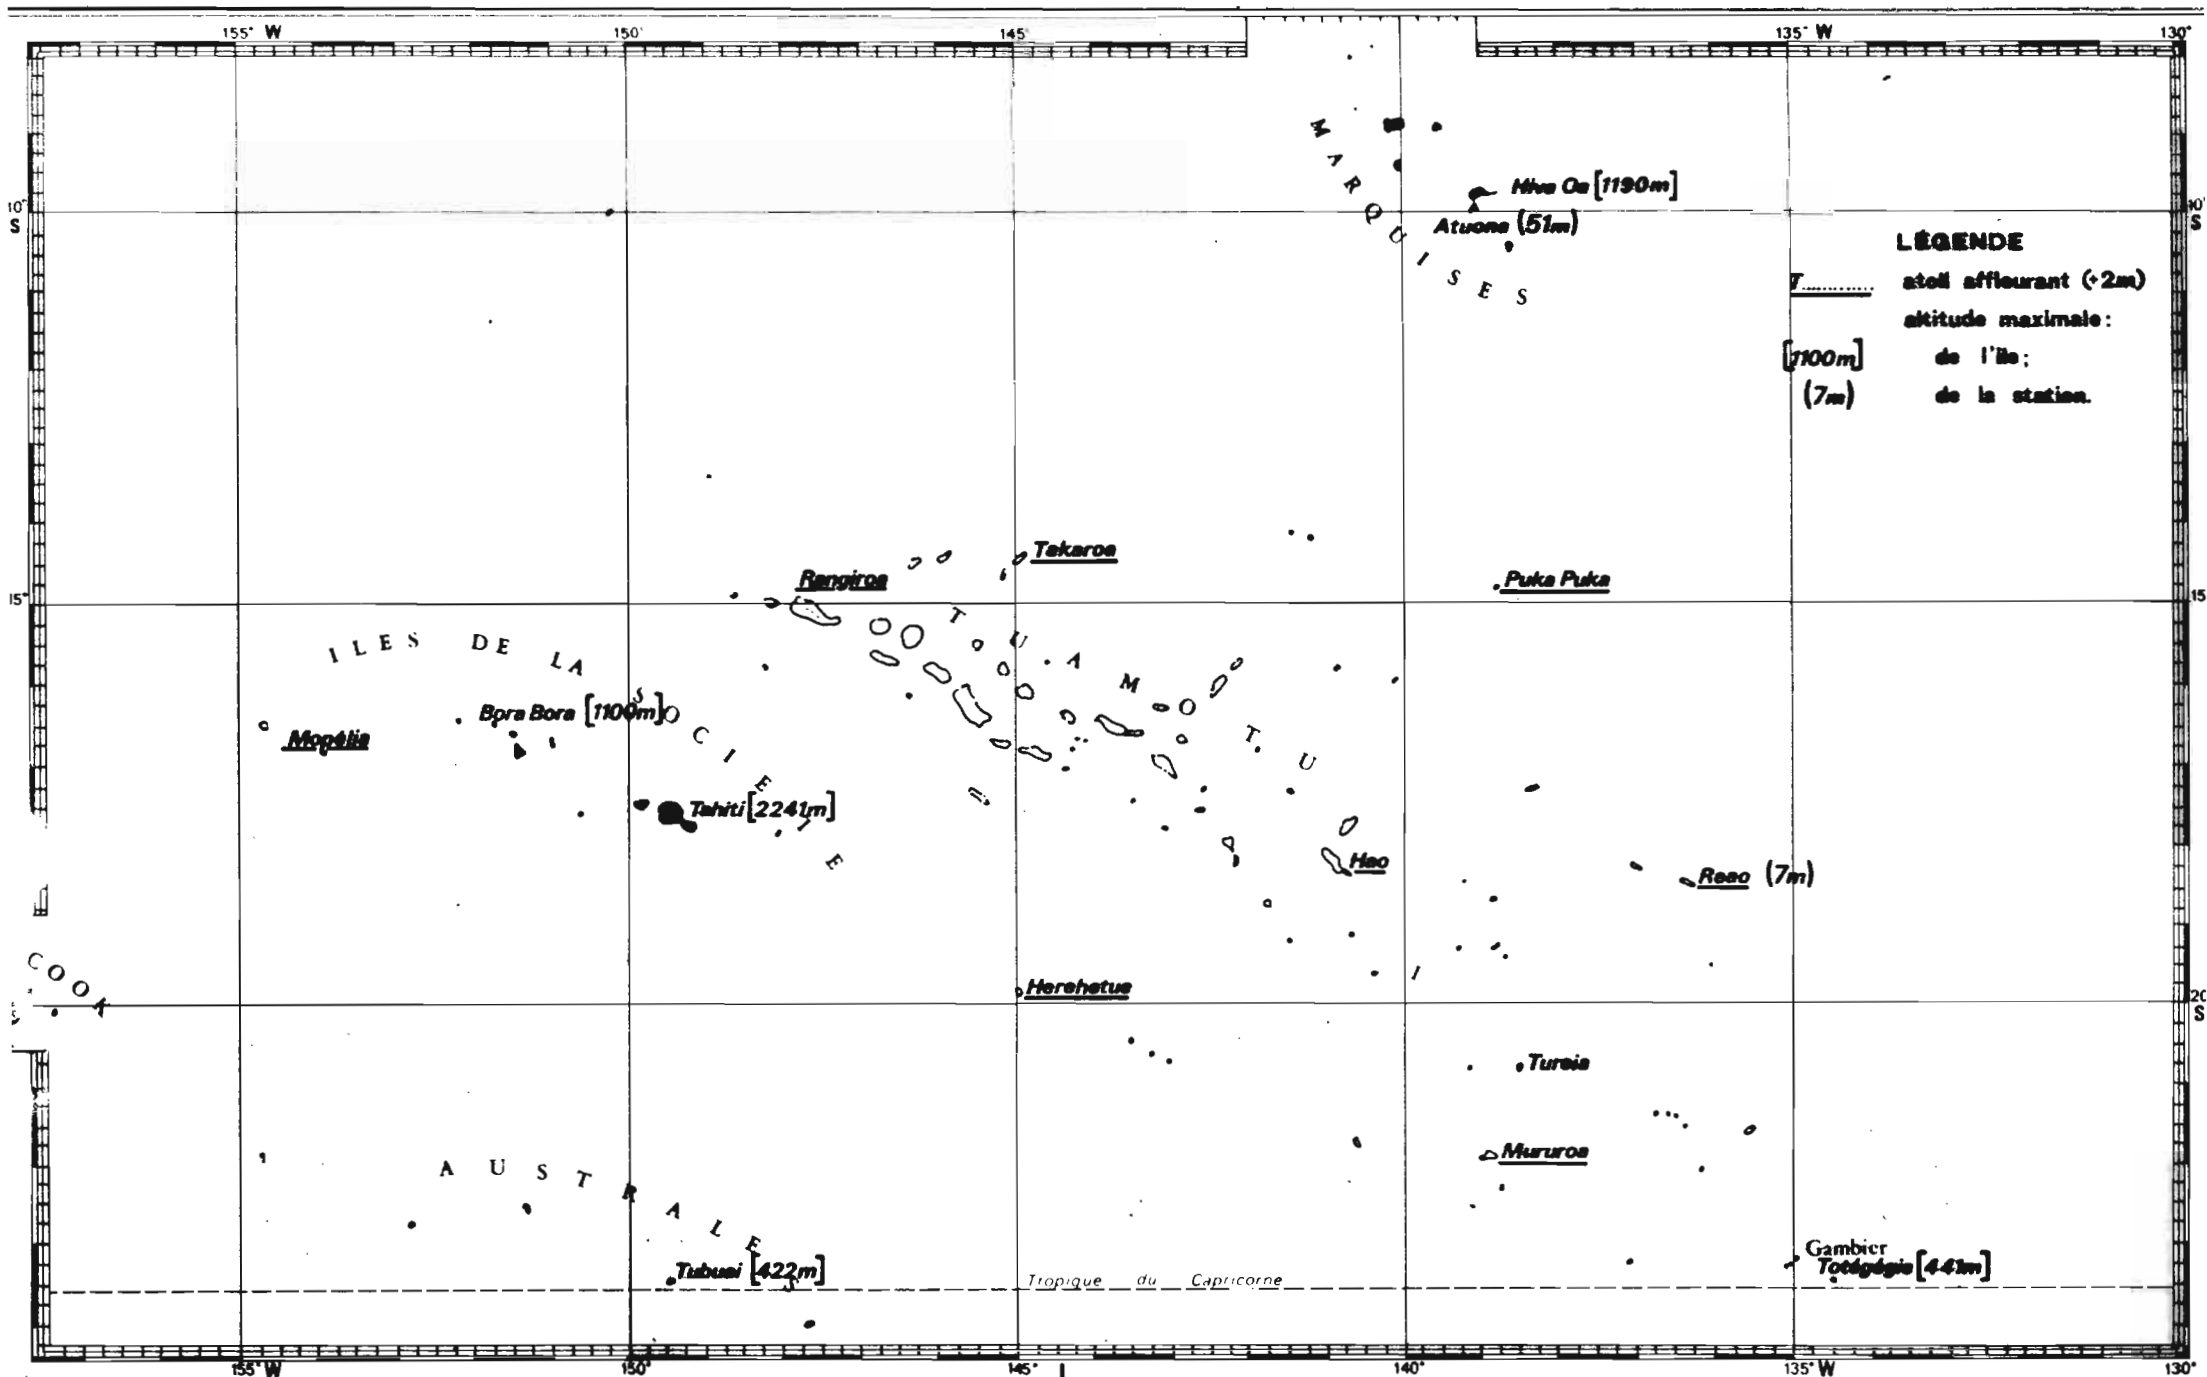 155° W 150° 145° 135° W 130°
MARQUISES
Hiva Oa [1190m]
10° S
10° S
Atuona (51m)
LÉGENDE
T............ atoll affleurant (+2m)
altitude maximale:
[1100m] de l'île;
(7m) de la station.
Takaroa
Rangiroa
Puka Puka
15°
15
TUAMOTU
ILES DE LA SOCIETE
Bora Bora [1100m]
Mopélia
Tahiti [2241m]
Hao
Reao (7m)
COOK
S
I
Herehetue
20 S
Tureia
Mururoa
AUSTRALES
Gambier
Totégégie [441m]
Tubuai [422m]
Tropique du Capricorne
155° W 150° 145° 140° 135° W 130°